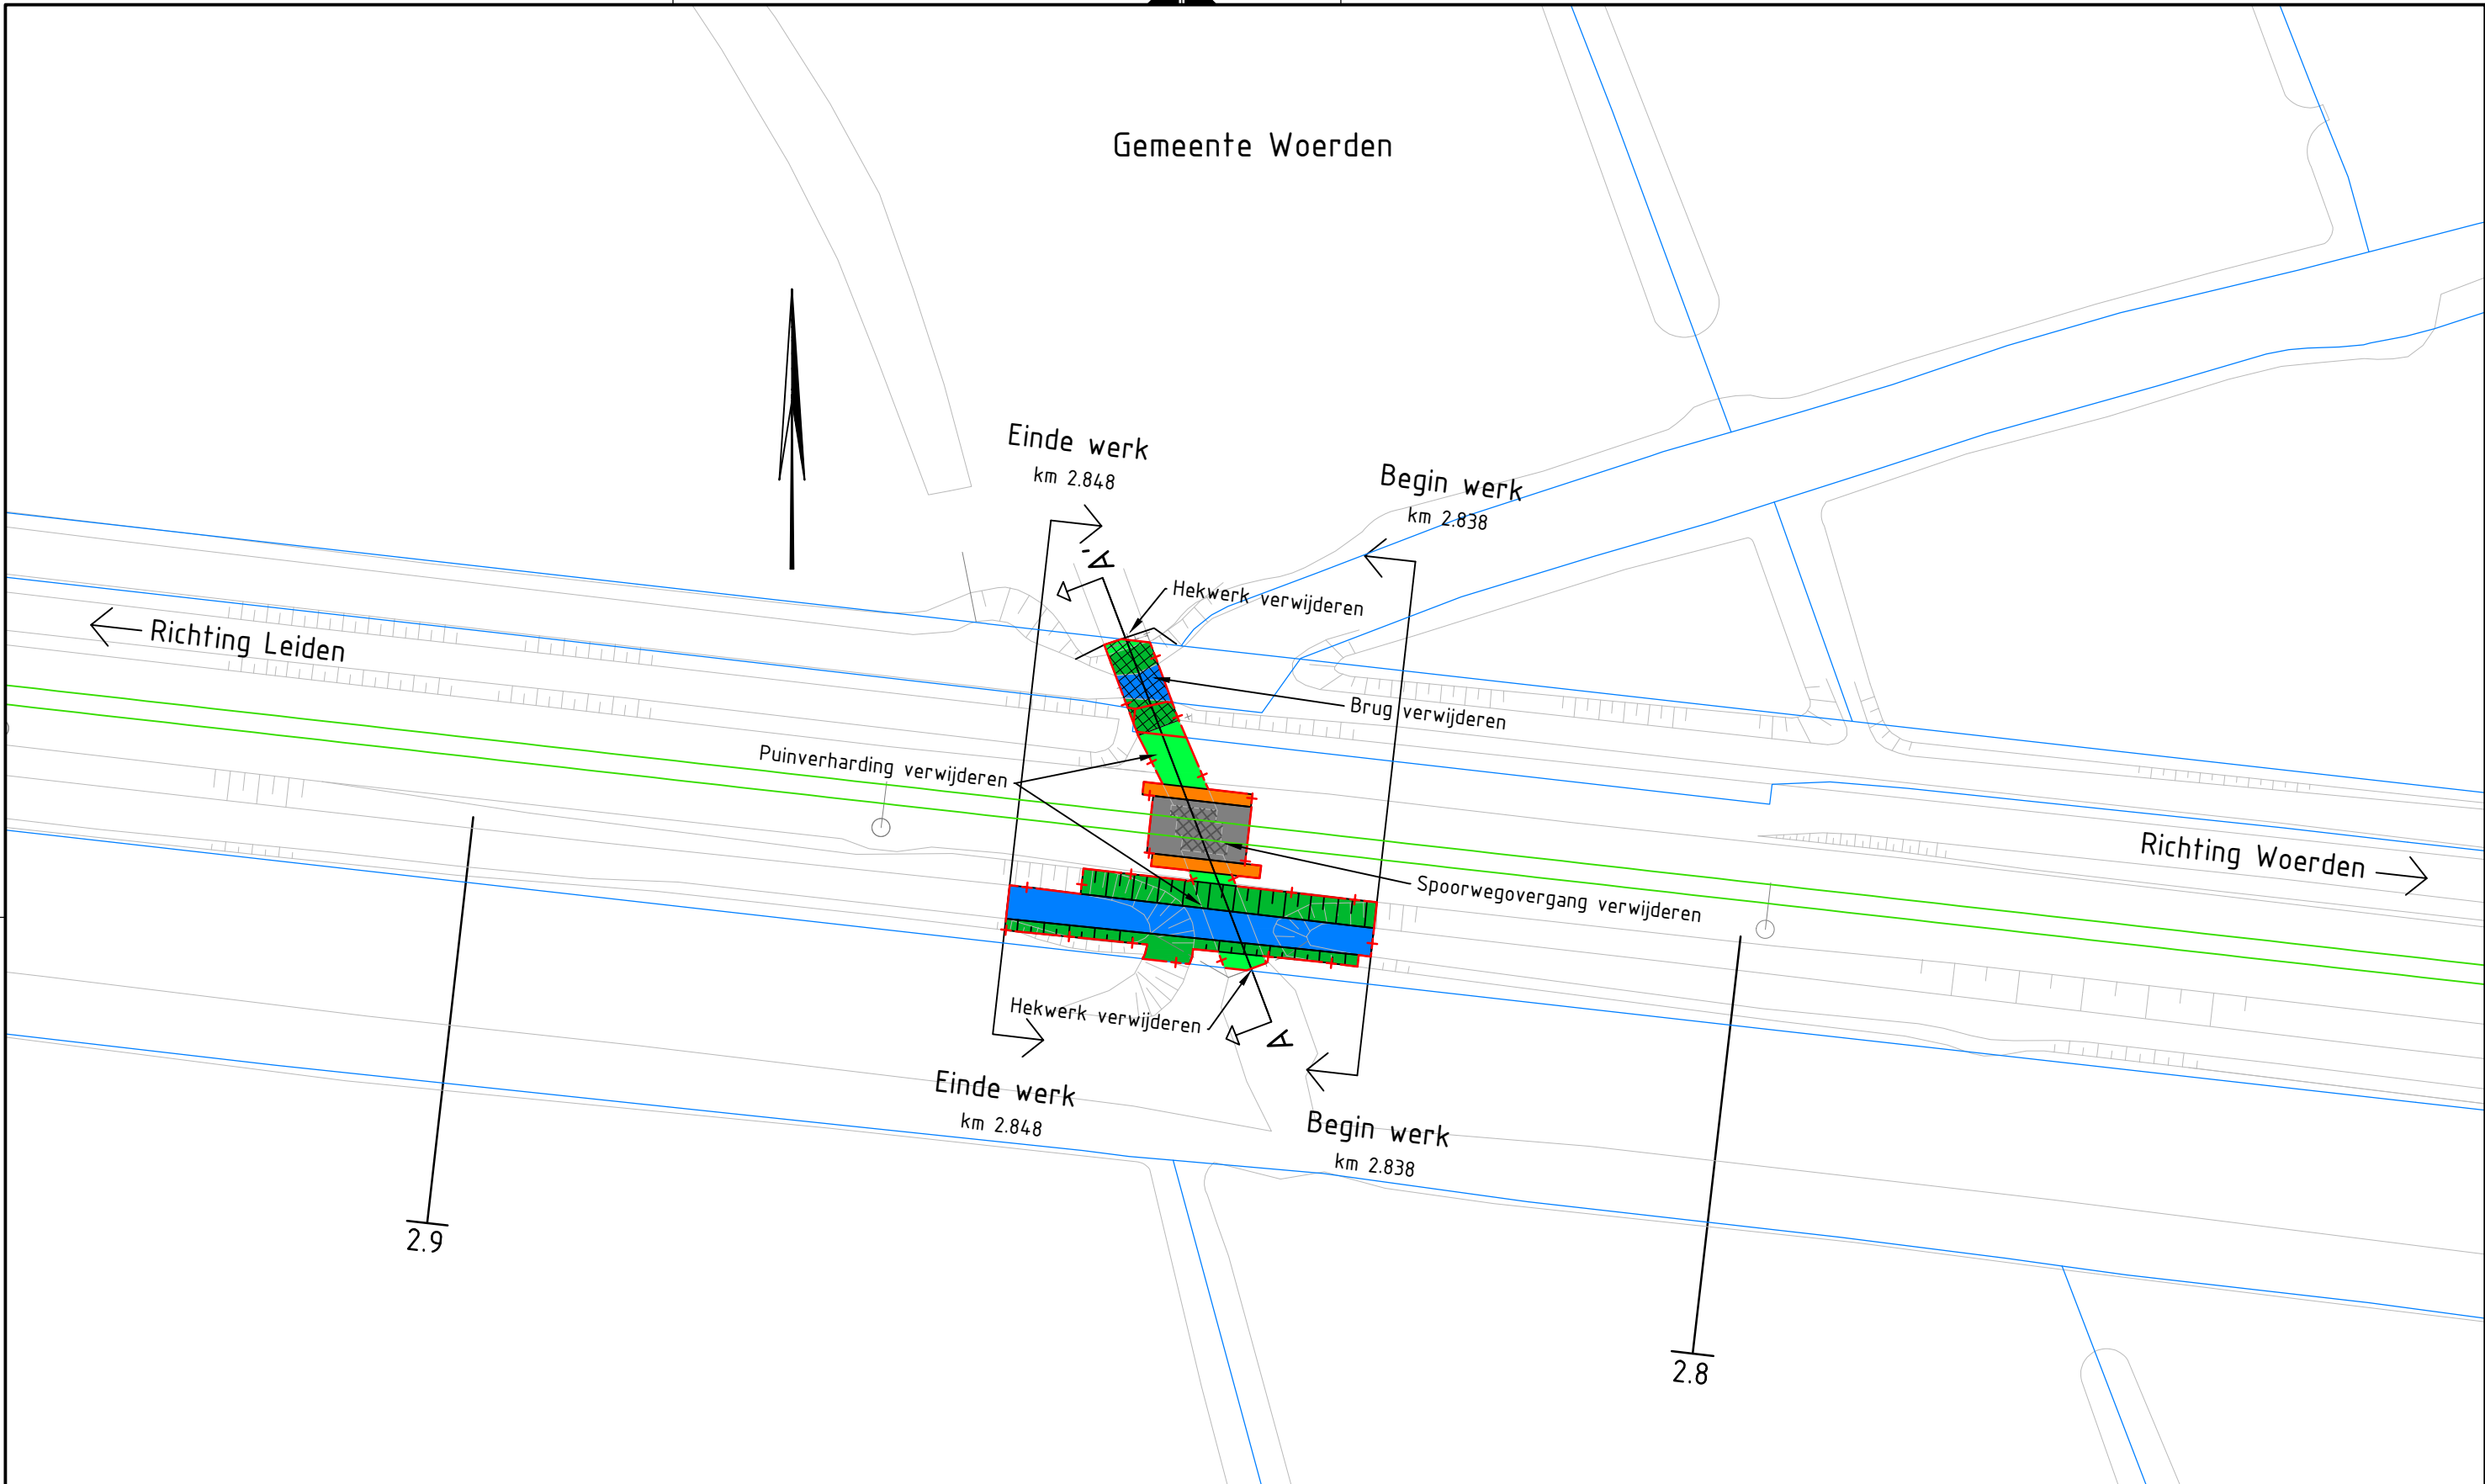 Gemeente Woerden
Einde werk
km 2.848
Begin werk
km 2.838
A'
Hekwerk verwijderen
Richting Leiden
Brug verwijderen
Puinverharding verwijderen
Richting Woerden
Spoorwegovergang verwijderen
Hekwerk verwijderen
A
Einde werk
km 2.848
Begin werk
km 2.838
2.9
2.8